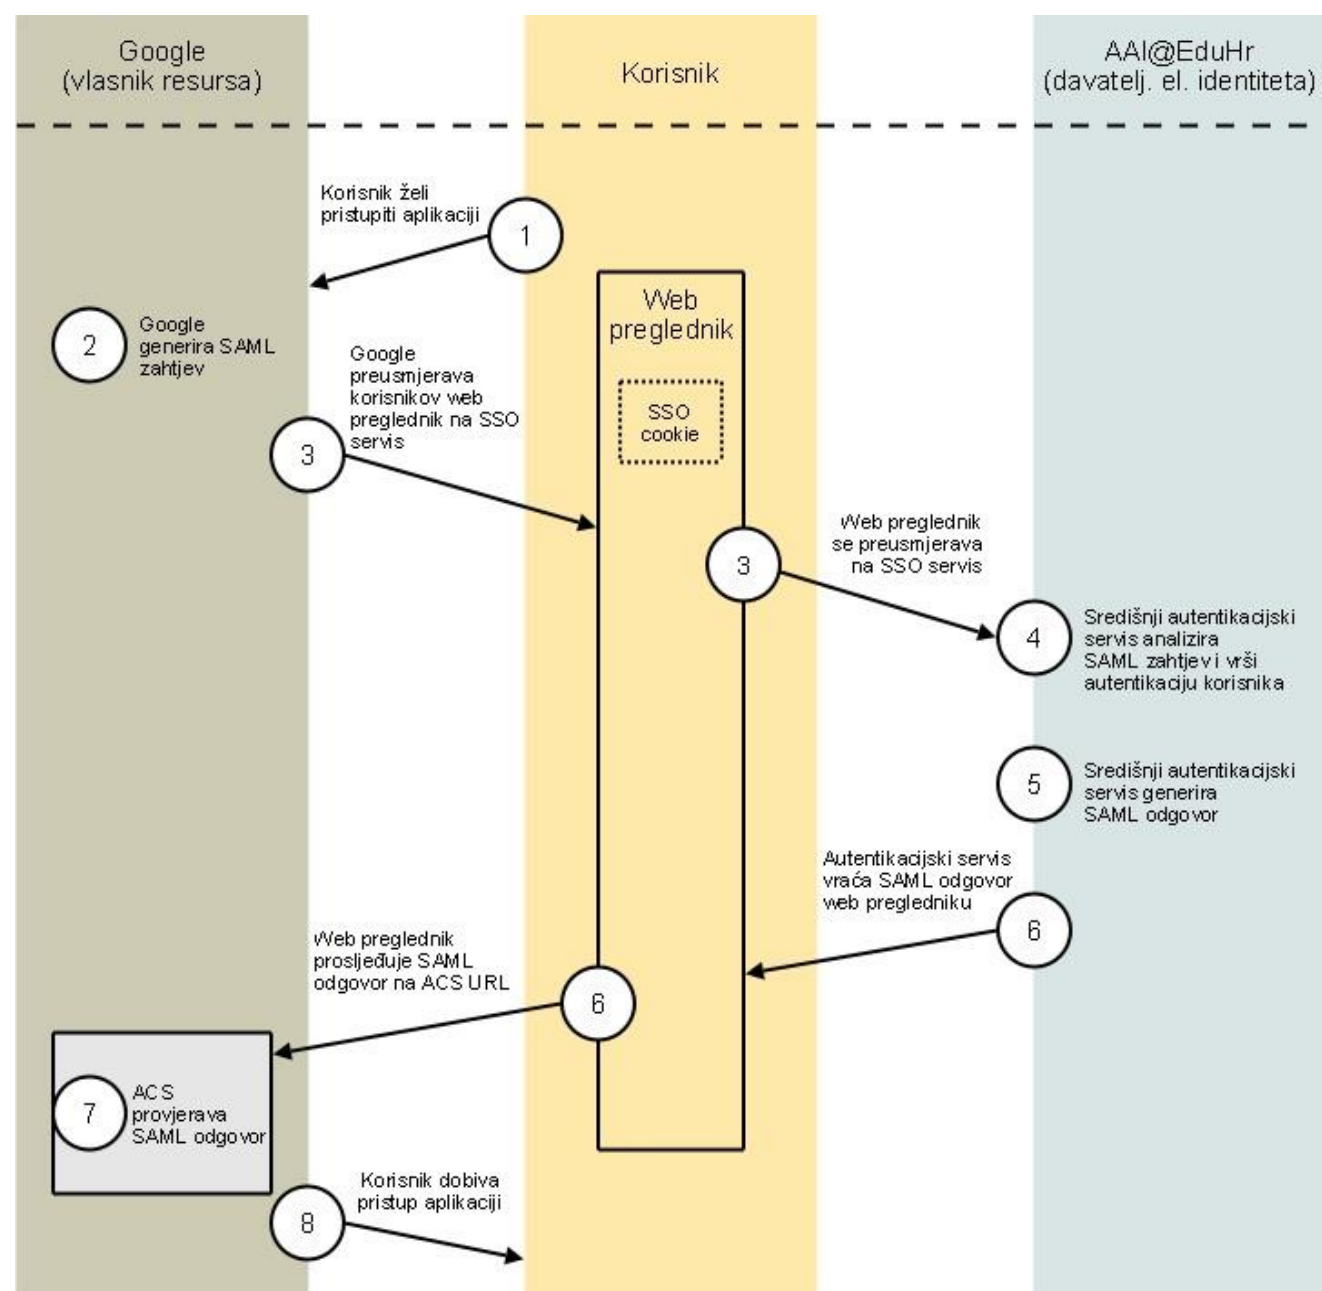 Google
(vlasnik resursa)
Korisnik
AAI@EduHr
(davatelj. el. identiteta)
Korisnik želi
pristupiti aplikaciji
1
2
Google
generira SAML
zahtjev
Web
preglednik
SSO
cookie
Google
preusmjerava
korisnikov web
preglednik na SSO
servis
3
Web preglednik
se preusmjerava
na SSO servis
3
4
Središnji autentikacijski
servis analizira
SAML zahtjev i vrši
autentikaciju korisnika
5
Središnji autentikacijski
servis generira
SAML odgovor
Autentikacijski servis
vraća SAML odgovor
web pregledniku
6
Web preglednik
prosljeđuje SAML
odgovor na ACS URL
6
7
ACS
provjerava
SAML odgovor
Korisnik dobiva
pristup aplikaciji
8